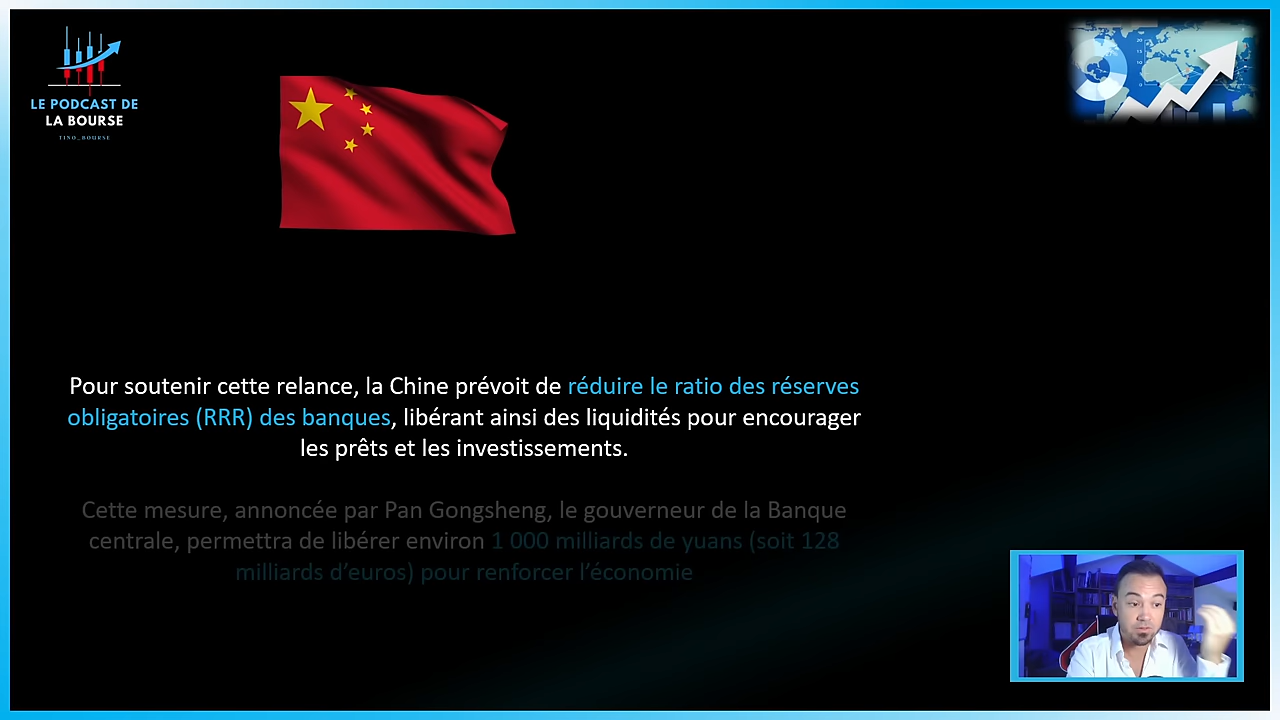 LE PODCAST DE
LA BOURSE
TINO_BOURSE
Pour soutenir cette relance, la Chine prévoit de réduire le ratio des réserves
obligatoires (RRR) des banques, libérant ainsi des liquidités pour encourager
les prêts et les investissements.
Cette mesure, annoncée par Pan Gongsheng, le gouverneur de la Banque
centrale, permettra de libérer environ 1 000 milliards de yuans (soit 128
milliards d’euros) pour renforcer l’économie